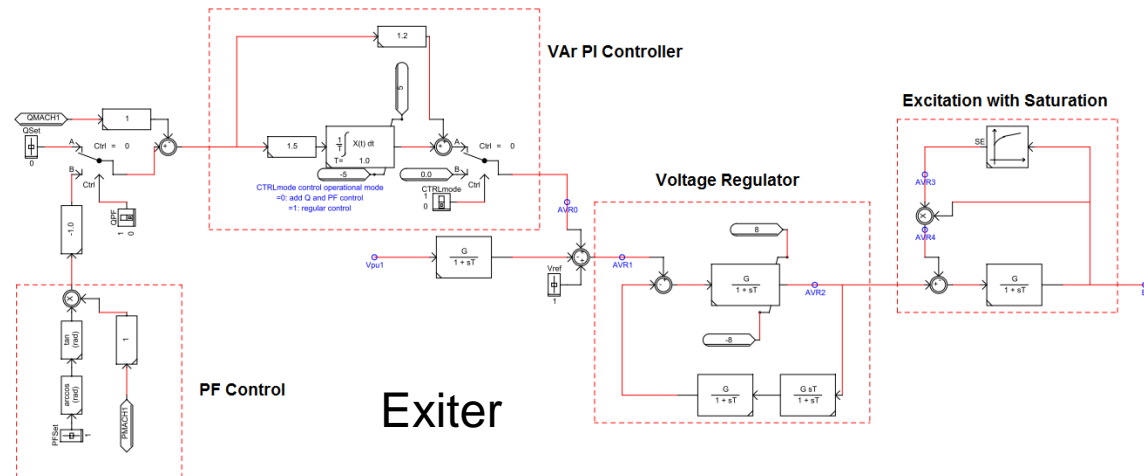 VAr PI Controller
1.2
5
QMACH1
1
QSet
0
A
Ctrl = 0
B
Ctrl
QPF
1
0
-1.0
1.5
1
T
X(t) dt
T= 1.0
-5
CTRLmode control operational mode
=0: add Q and PF control
=1: regular control
A
Ctrl = 0
0.0
B
Ctrl
CTRLmode
1
0
AVR0
Vpu1
G
1 + sT
Vref
1
AVR1
Voltage Regulator
8
G
1 + sT
AVR2
-8
G
1 + sT
G sT
1 + sT
Excitation with Saturation
SE
AVR3
X
AVR4
G
1 + sT
PF Control
X
tan
(rad)
arccos
(rad)
PFSet
1
1
PMACH1
Exiter